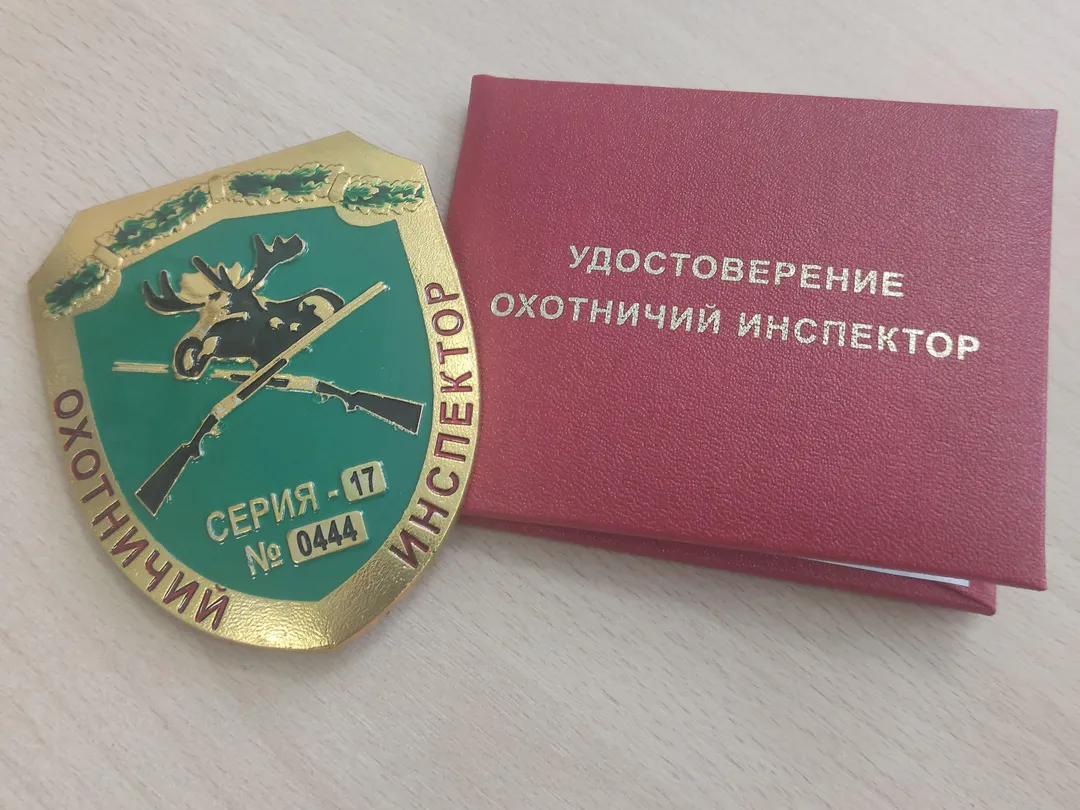 ОХОТНИЧИЙ
ИНСПЕКТОР
СЕРИЯ - 17
№ 0444
УДОСТОВЕРЕНИЕ
ОХОТНИЧИЙ ИНСПЕКТОР